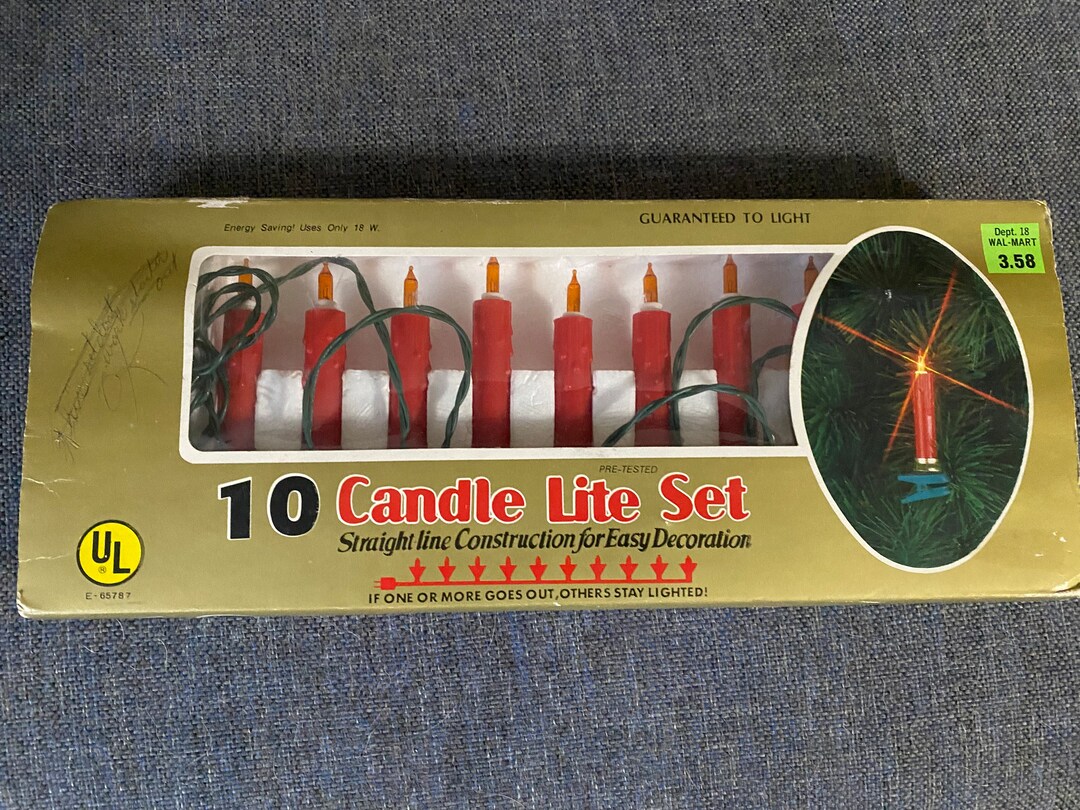 Energy Saving! Uses Only 18 W.
GUARANTEED TO LIGHT
Dept. 18
WAL-MART
3.58
PRE-TESTED
10 Candle Lite Set
Straight line Construction for Easy Decoration
IF ONE OR MORE GOES OUT, OTHERS STAY LIGHTED!
UL
®
E-65787